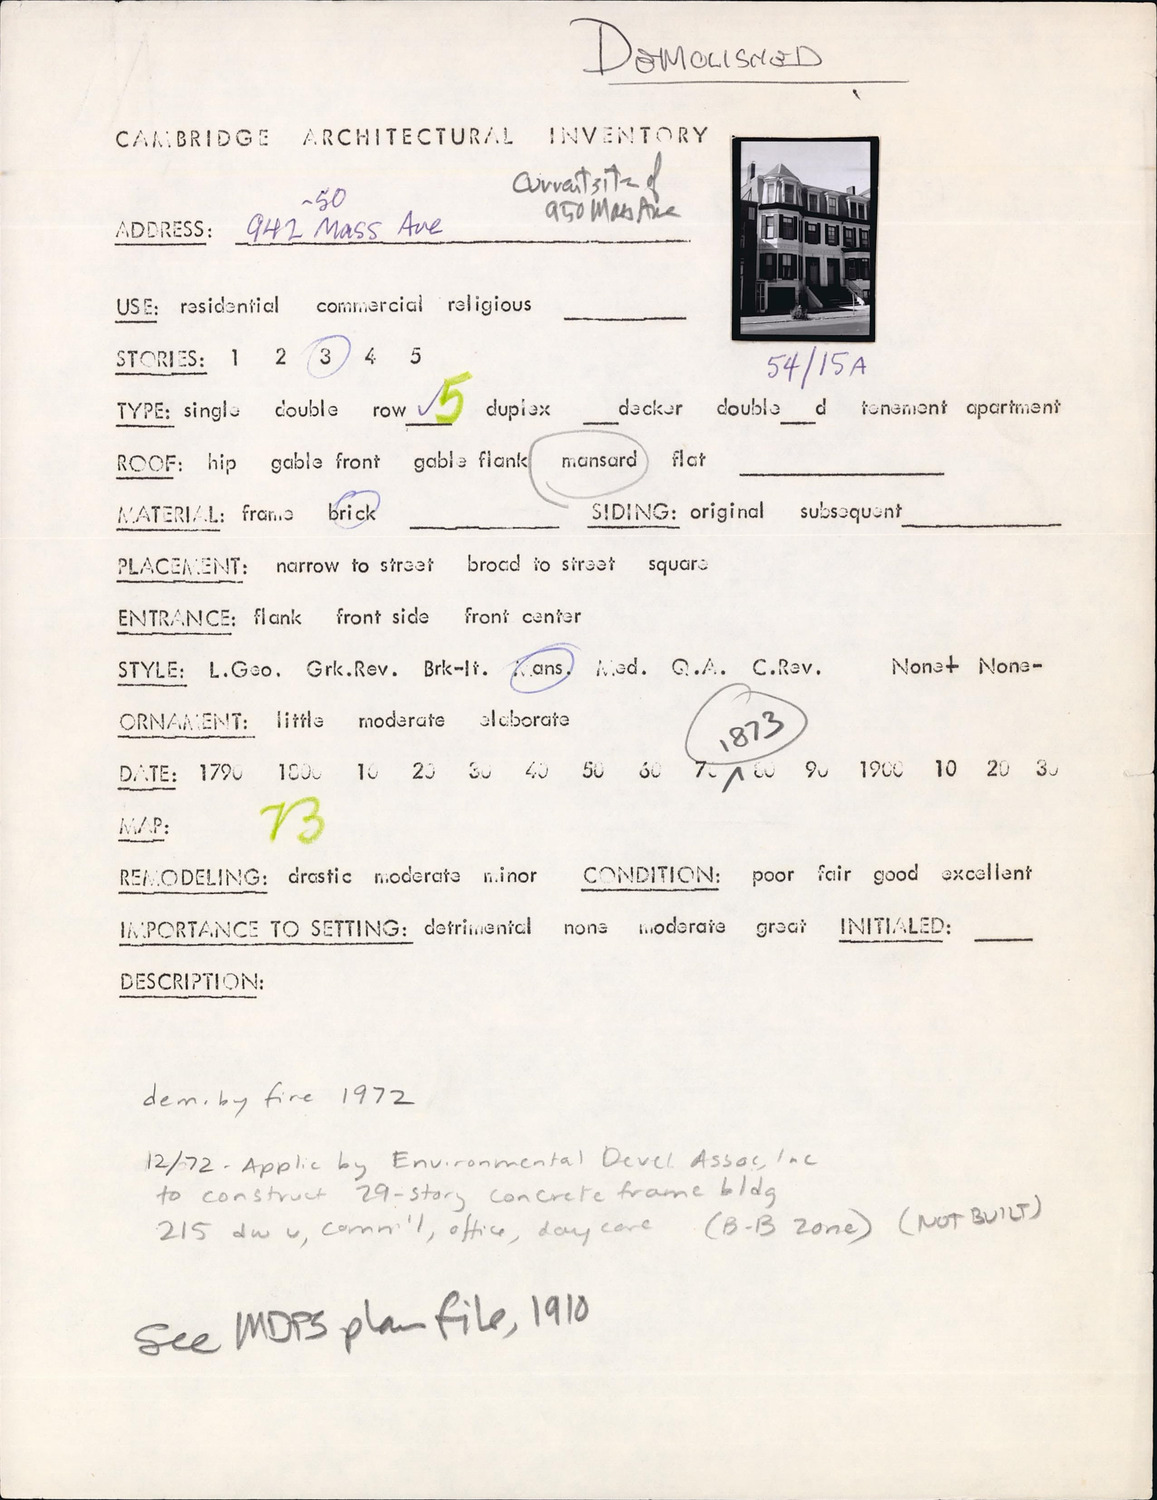 DEMOLISHED
CAMBRIDGE ARCHITECTURAL INVENTORY
Current site of
950 Mass Ave
-50
ADDRESS: 942 Mass Ave
USE: residential commercial religious
54/15A
STORIES: 1 2 3 4 5
TYPE: single double row ✓ 5 duplex decker double d tenement apartment
ROOF: hip gable front gable flank mansard flat
MATERIAL: frame brick SIDING: original subsequent
PLACEMENT: narrow to street broad to street square
ENTRANCE: flank front side front center
STYLE: L.Geo. Grk.Rev. Brk-It. Mans. Med. Q.A. C.Rev. None+ None-
ORNAMENT: little moderate elaborate
1873
DATE: 1790 1800 10 20 30 40 50 60 70 80 90 1900 10 20 30
MAP: 73
REMODELING: drastic moderate minor CONDITION: poor fair good excellent
IMPORTANCE TO SETTING: detrimental none moderate great INITIALED:
DESCRIPTION:
dem. by fire 1972
12/72 - Applic by Environmental Devel Assoc, Inc
to construct 29-story concrete frame bldg
215 dw u, comm'l, office, day care (B-B zone) (NOT BUILT)
See MDPS plan file, 1910